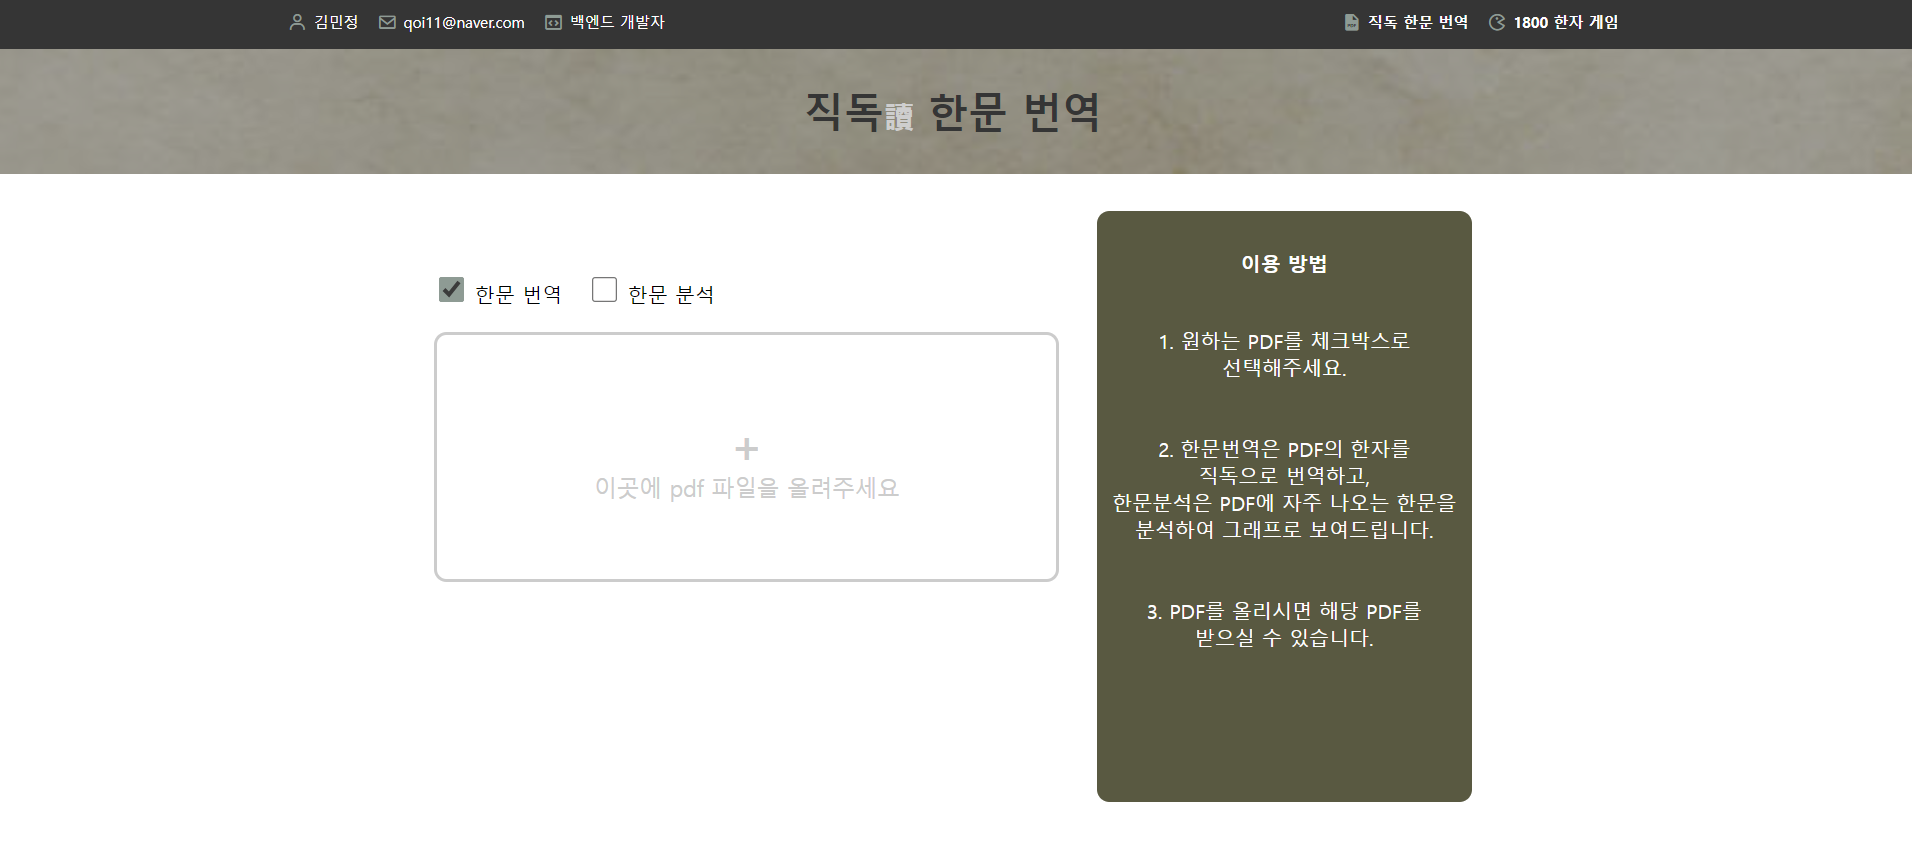 김민정 qoi11@naver.com 백엔드 개발자 직독 한문 번역 1800 한자 게임
직독讀 한문 번역
한문 번역 한문 분석
+
이곳에 pdf 파일을 올려주세요
이용 방법
1. 원하는 PDF를 체크박스로
선택해주세요.
2. 한문번역은 PDF의 한자를
직독으로 번역하고,
한문분석은 PDF에 자주 나오는 한문을
분석하여 그래프로 보여드립니다.
3. PDF를 올리시면 해당 PDF를
받으실 수 있습니다.